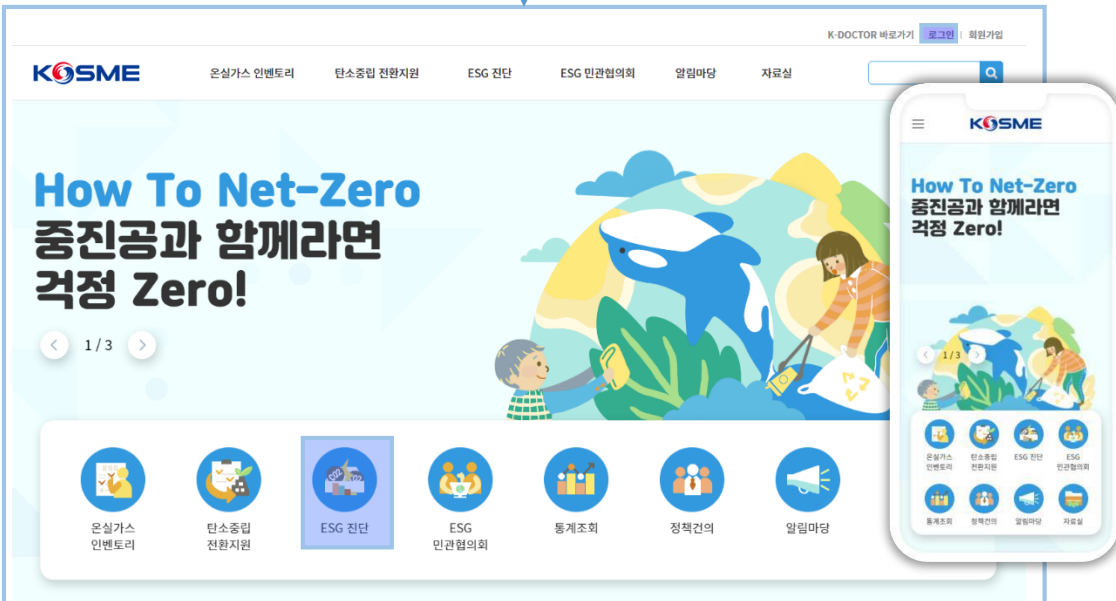 K-DOCTOR 바로가기 로그인 | 회원가입
KOSME 온실가스 인벤토리 탄소중립 전환지원 ESG 진단 ESG 민관협의회 알림마당 자료실
How To Net-Zero
중진공과 함께라면
걱정 Zero!
1 / 3
온실가스
인벤토리
탄소중립
전환지원
ESG 진단
ESG
민관협의회
통계조회
정책건의
알림마당
KOSME
How To Net-Zero
중진공과 함께라면
걱정 Zero!
1 / 3
온실가스
인벤토리
탄소중립
전환지원
ESG 진단
ESG
민관협의회
통계조회
정책건의
알림마당
자료실